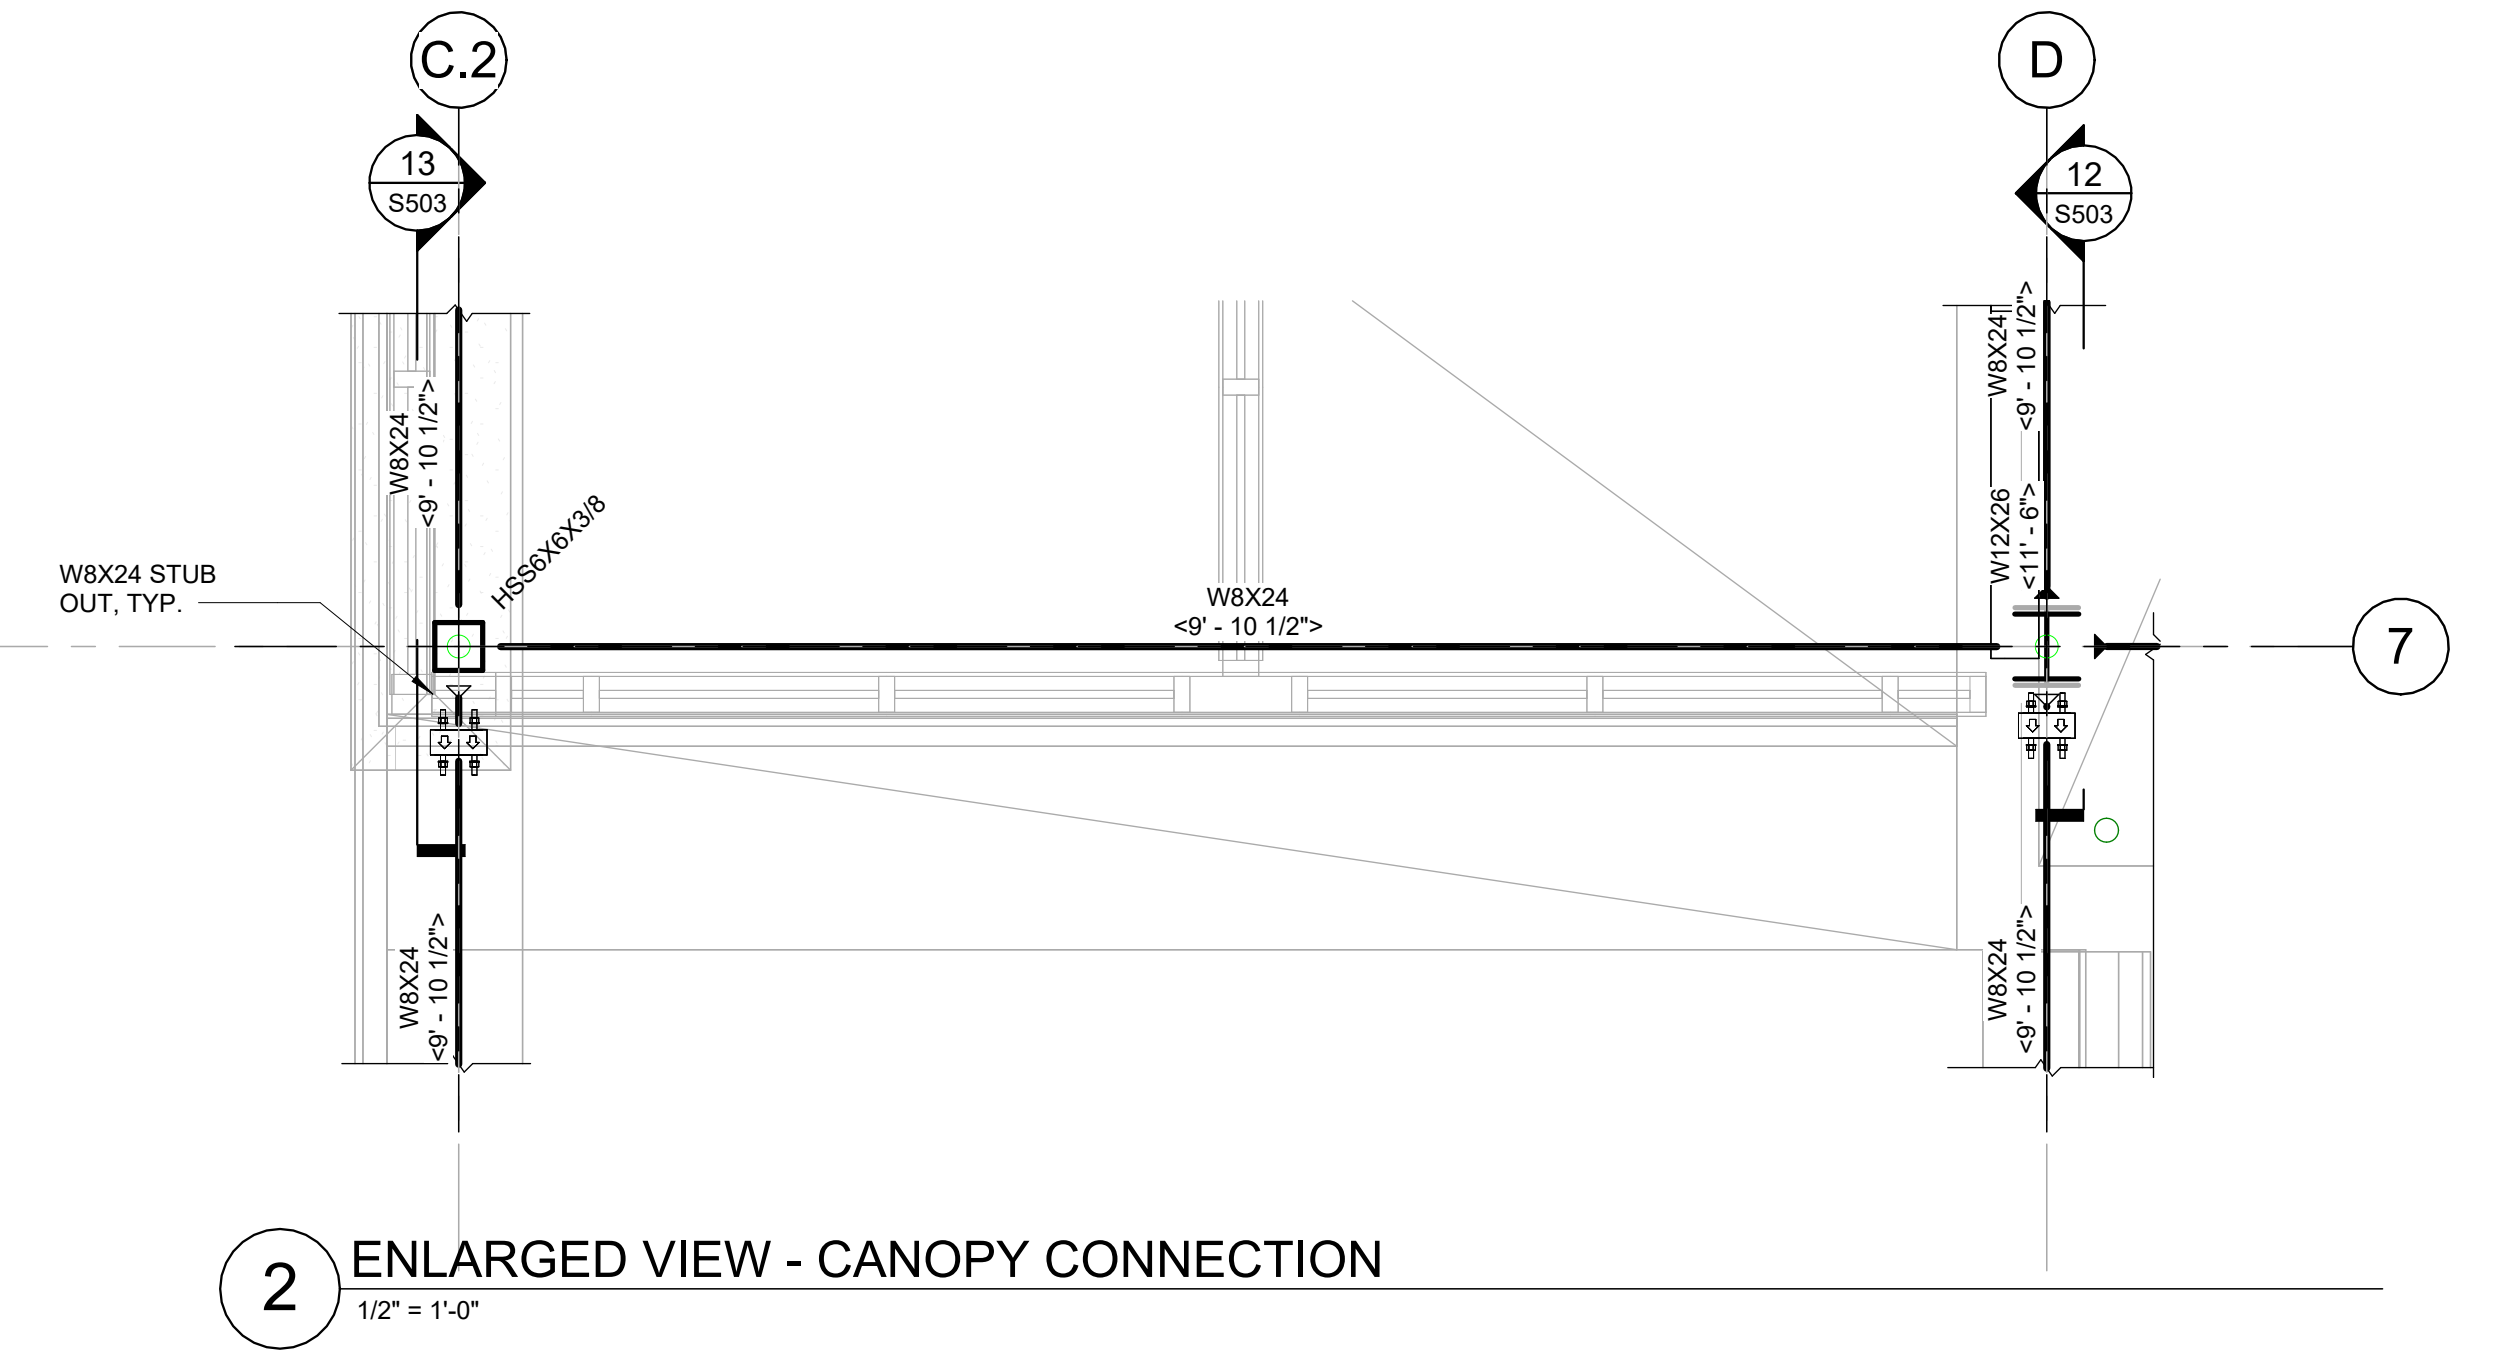 C.2
D
13
S503
12
S503
W8X24
<9' - 10 1/2">
W8X24
<9' - 10 1/2">
HSS6X6X3/8
W12X26
<11' - 6">
W8X24 STUB
OUT, TYP.
W8X24
<9' - 10 1/2">
7
W8X24
<9' - 10 1/2">
W8X24
<9' - 10 1/2">
2
ENLARGED VIEW - CANOPY CONNECTION
1/2" = 1'-0"